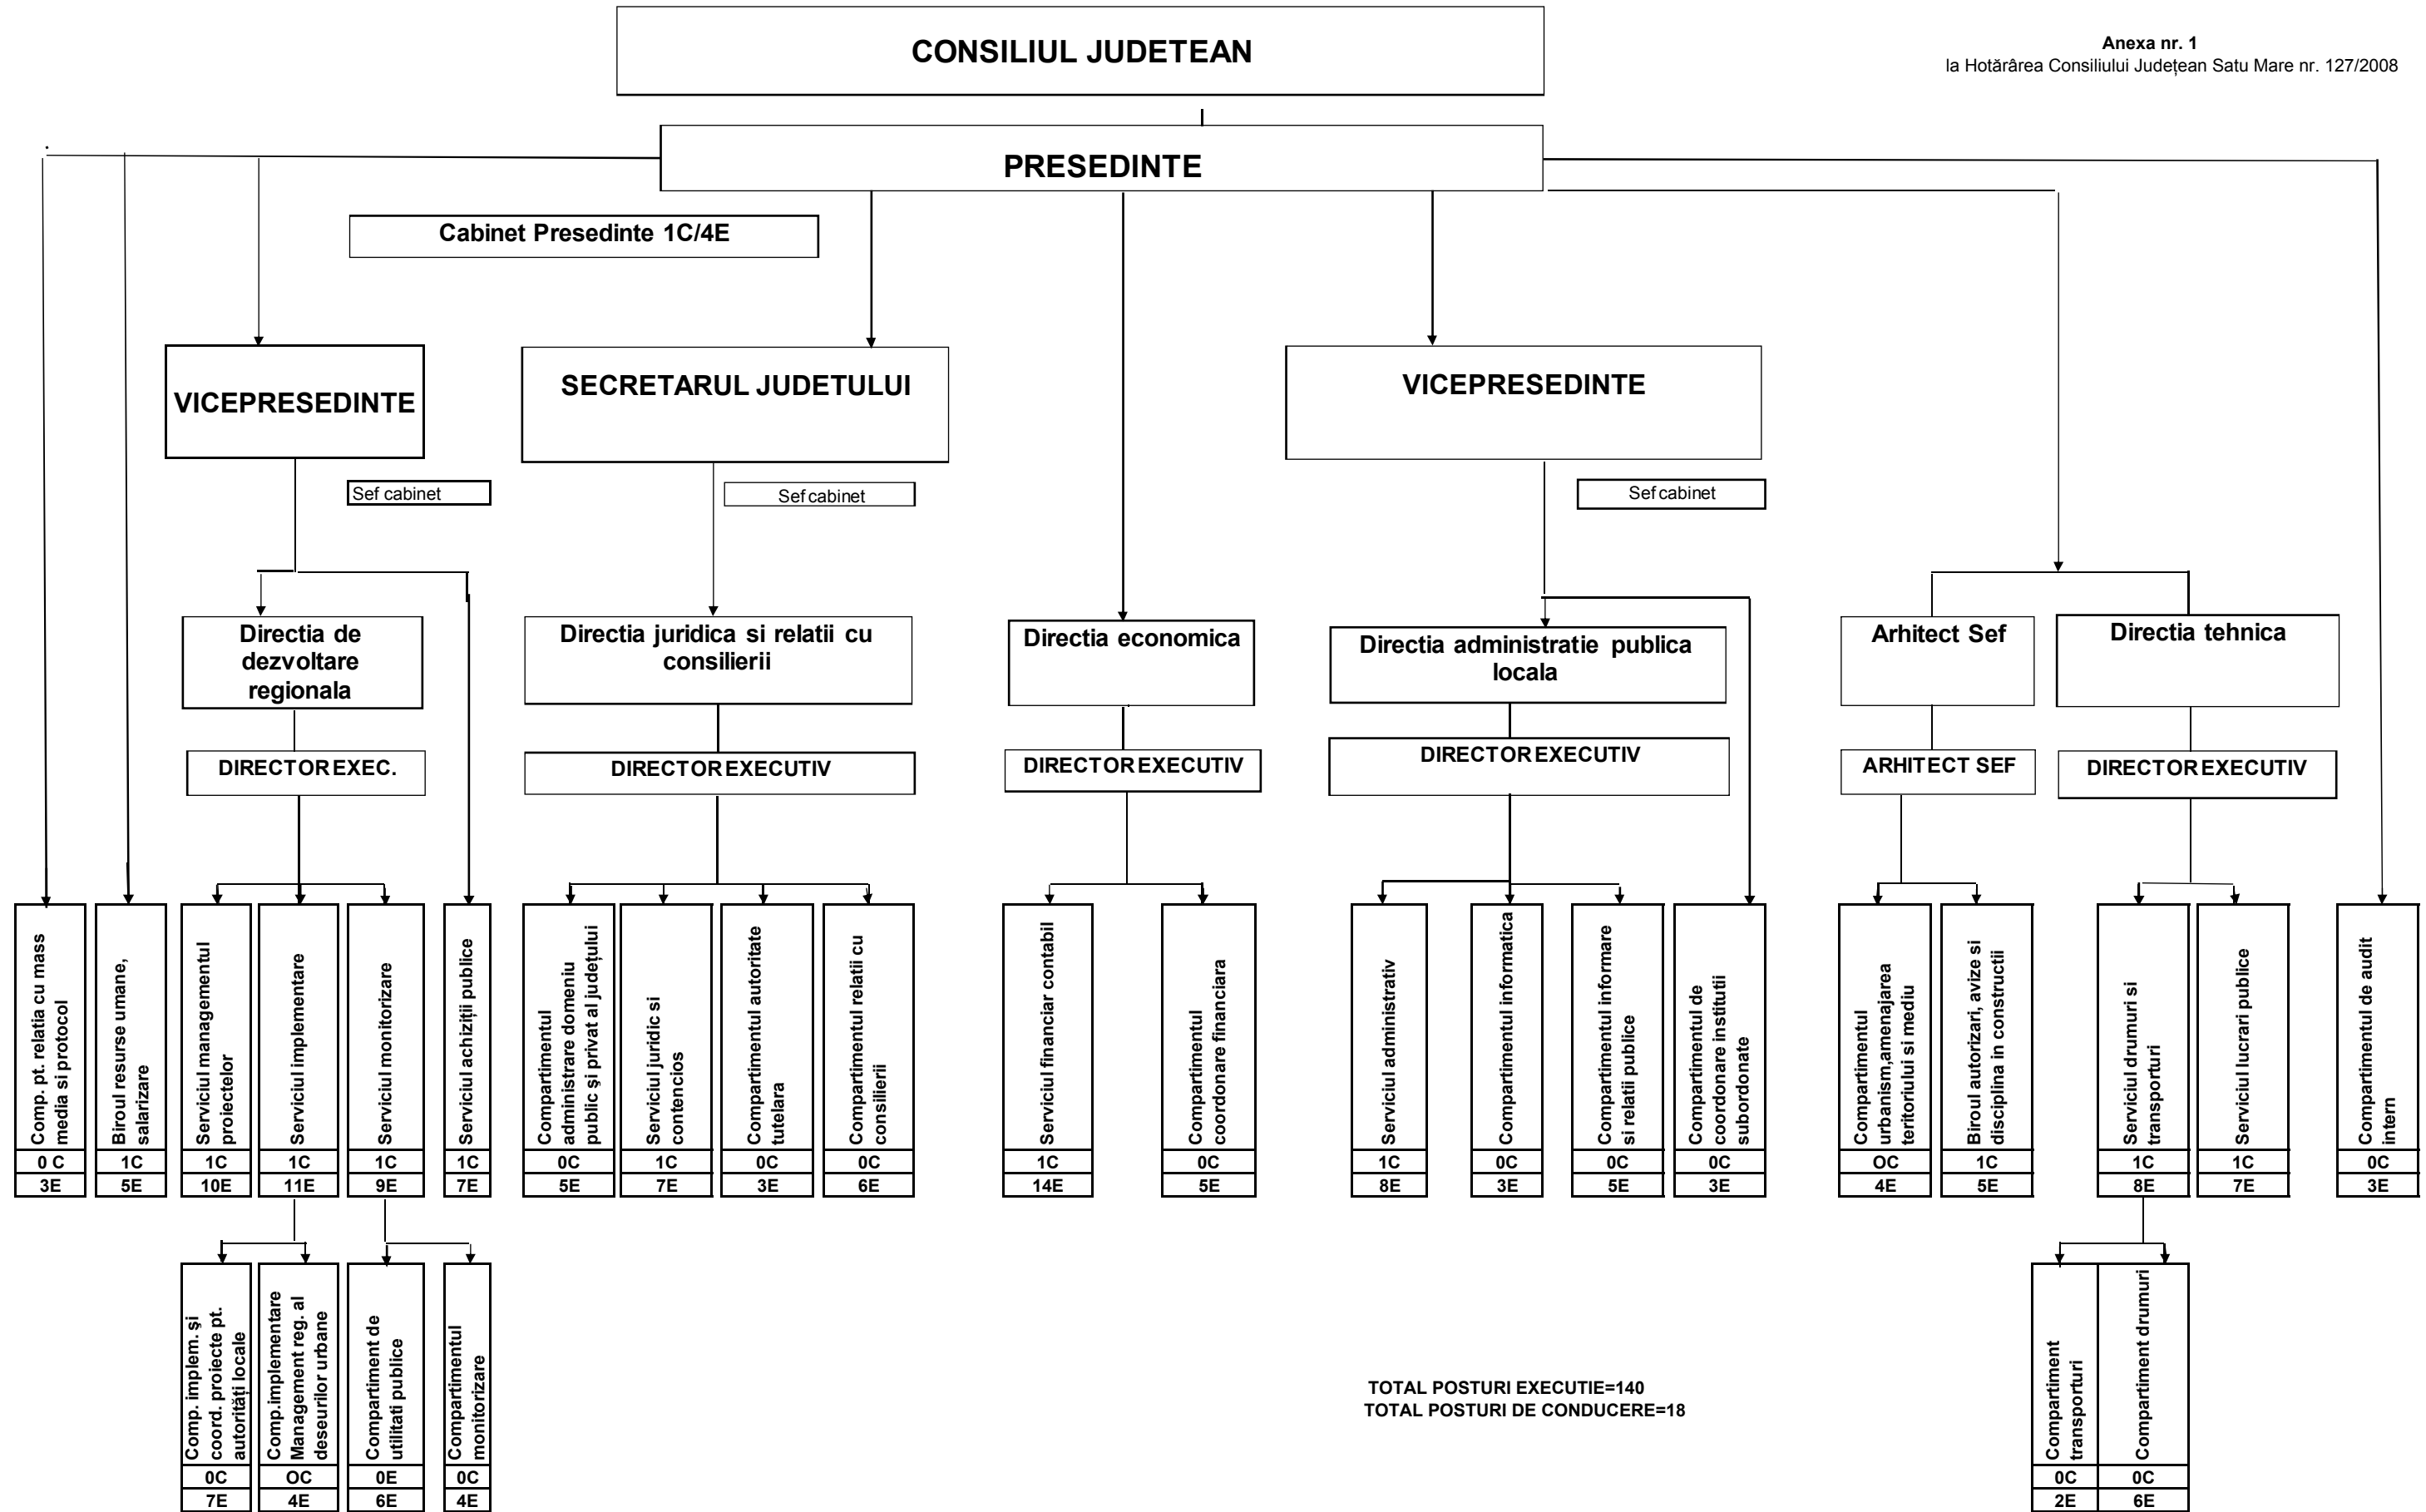 CONSILIUL JUDETEAN
Anexa nr. 1
la Hotărârea Consiliului Județean Satu Mare nr. 127/2008
.
PRESEDINTE
Cabinet Presedinte 1C/4E
VICEPRESEDINTE
SECRETARUL JUDETULUI
VICEPRESEDINTE
Sef cabinet
Sef cabinet
Sef cabinet
Directia de
dezvoltare
regionala
Directia juridica si relatii cu
consilierii
Directia economica
Directia administratie publica
locala
Arhitect Sef
Directia tehnica
DIRECTOR EXEC.
DIRECTOR EXECUTIV
DIRECTOR EXECUTIV
DIRECTOR EXECUTIV
ARHITECT SEF
DIRECTOR EXECUTIV
Comp. pt. relatia cu mass
media si protocol
0 C
3E
Biroul resurse umane,
salarizare
1C
5E
Serviciul managementul
proiectelor
1C
10E
Serviciul implementare
1C
11E
Serviciul monitorizare
1C
9E
Serviciul achiziții publice
1C
7E
Compartimentul
administrare domeniu
public şi privat al județului
0C
5E
Serviciul juridic si
contencios
1C
7E
Compartimentul autoritate
tutelara
0C
3E
Compartimentul relatii cu
consilierii
0C
6E
Serviciul financiar contabil
1C
14E
Compartimentul
coordonare financiara
0C
5E
Serviciul administrativ
1C
8E
Compartimentul informatica
0C
3E
Compartimentul informare
si relatii publice
0C
5E
Compartimentul de
coordonare institutii
subordonate
0C
3E
Compartimentul
urbanism,amenajarea
teritoriului si mediu
OC
4E
Biroul autorizari, avize si
disciplina in constructii
1C
5E
Serviciul drumuri si
transporturi
1C
8E
Serviciul lucrari publice
1C
7E
Compartimentul de audit
intern
0C
3E
Comp. implem. şi
coord. proiecte pt.
autorități locale
0C
7E
Comp.implementare
Management reg. al
deseurilor urbane
OC
4E
Compartiment de
utilitati publice
0E
6E
Compartimentul
monitorizare
0C
4E
Compartiment
transporturi
0C
2E
Compartiment drumuri
0C
6E
TOTAL POSTURI EXECUTIE=140
TOTAL POSTURI DE CONDUCERE=18